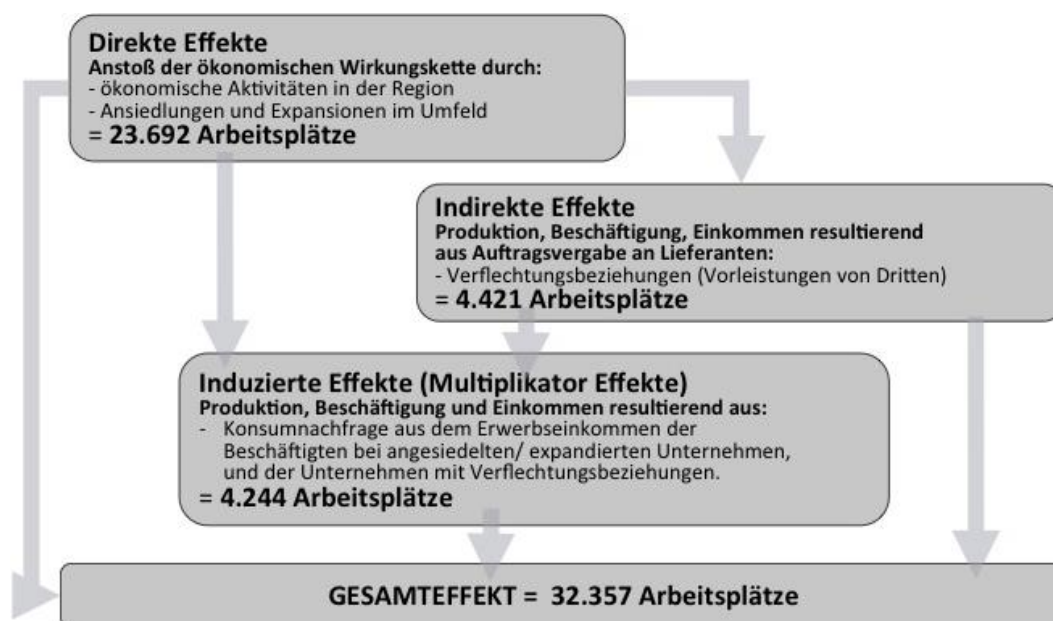 Direkte Effekte
Anstoß der ökonomischen Wirkungskette durch:
- ökonomische Aktivitäten in der Region
- Ansiedlungen und Expansionen im Umfeld
= 23.692 Arbeitsplätze
Indirekte Effekte
Produktion, Beschäftigung, Einkommen resultierend
aus Auftragsvergabe an Lieferanten:
- Verflechtungsbeziehungen (Vorleistungen von Dritten)
= 4.421 Arbeitsplätze
Induzierte Effekte (Multiplikator Effekte)
Produktion, Beschäftigung und Einkommen resultierend aus:
- Konsumnachfrage aus dem Erwerbseinkommen der
Beschäftigten bei angesiedelten/ expandierten Unternehmen,
und der Unternehmen mit Verflechtungsbeziehungen.
= 4.244 Arbeitsplätze
GESAMTEFFEKT = 32.357 Arbeitsplätze